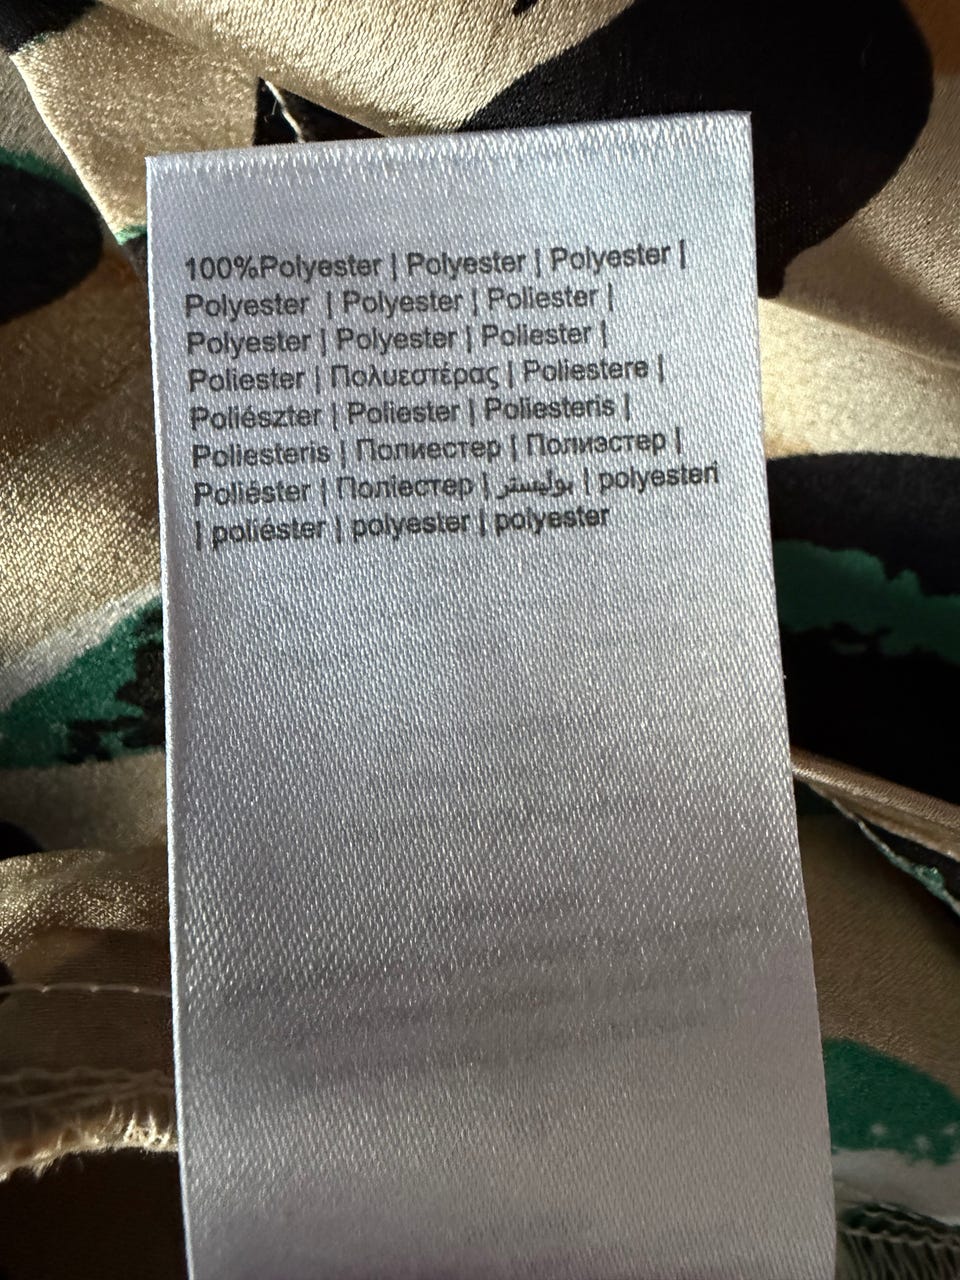 100%Polyester | Polyester | Polyester |
Polyester | Polyester | Poliester |
Polyester | Polyester | Poliester |
Poliester | Πολυεστέρας | Poliestere |
Poliészter | Poliester | Poliesteris |
Poliesteris | Полиестер | Полиэстер |
Poliéster | Поліестер | بوليستر | polyesteri
| poliéster | polyester | polyester